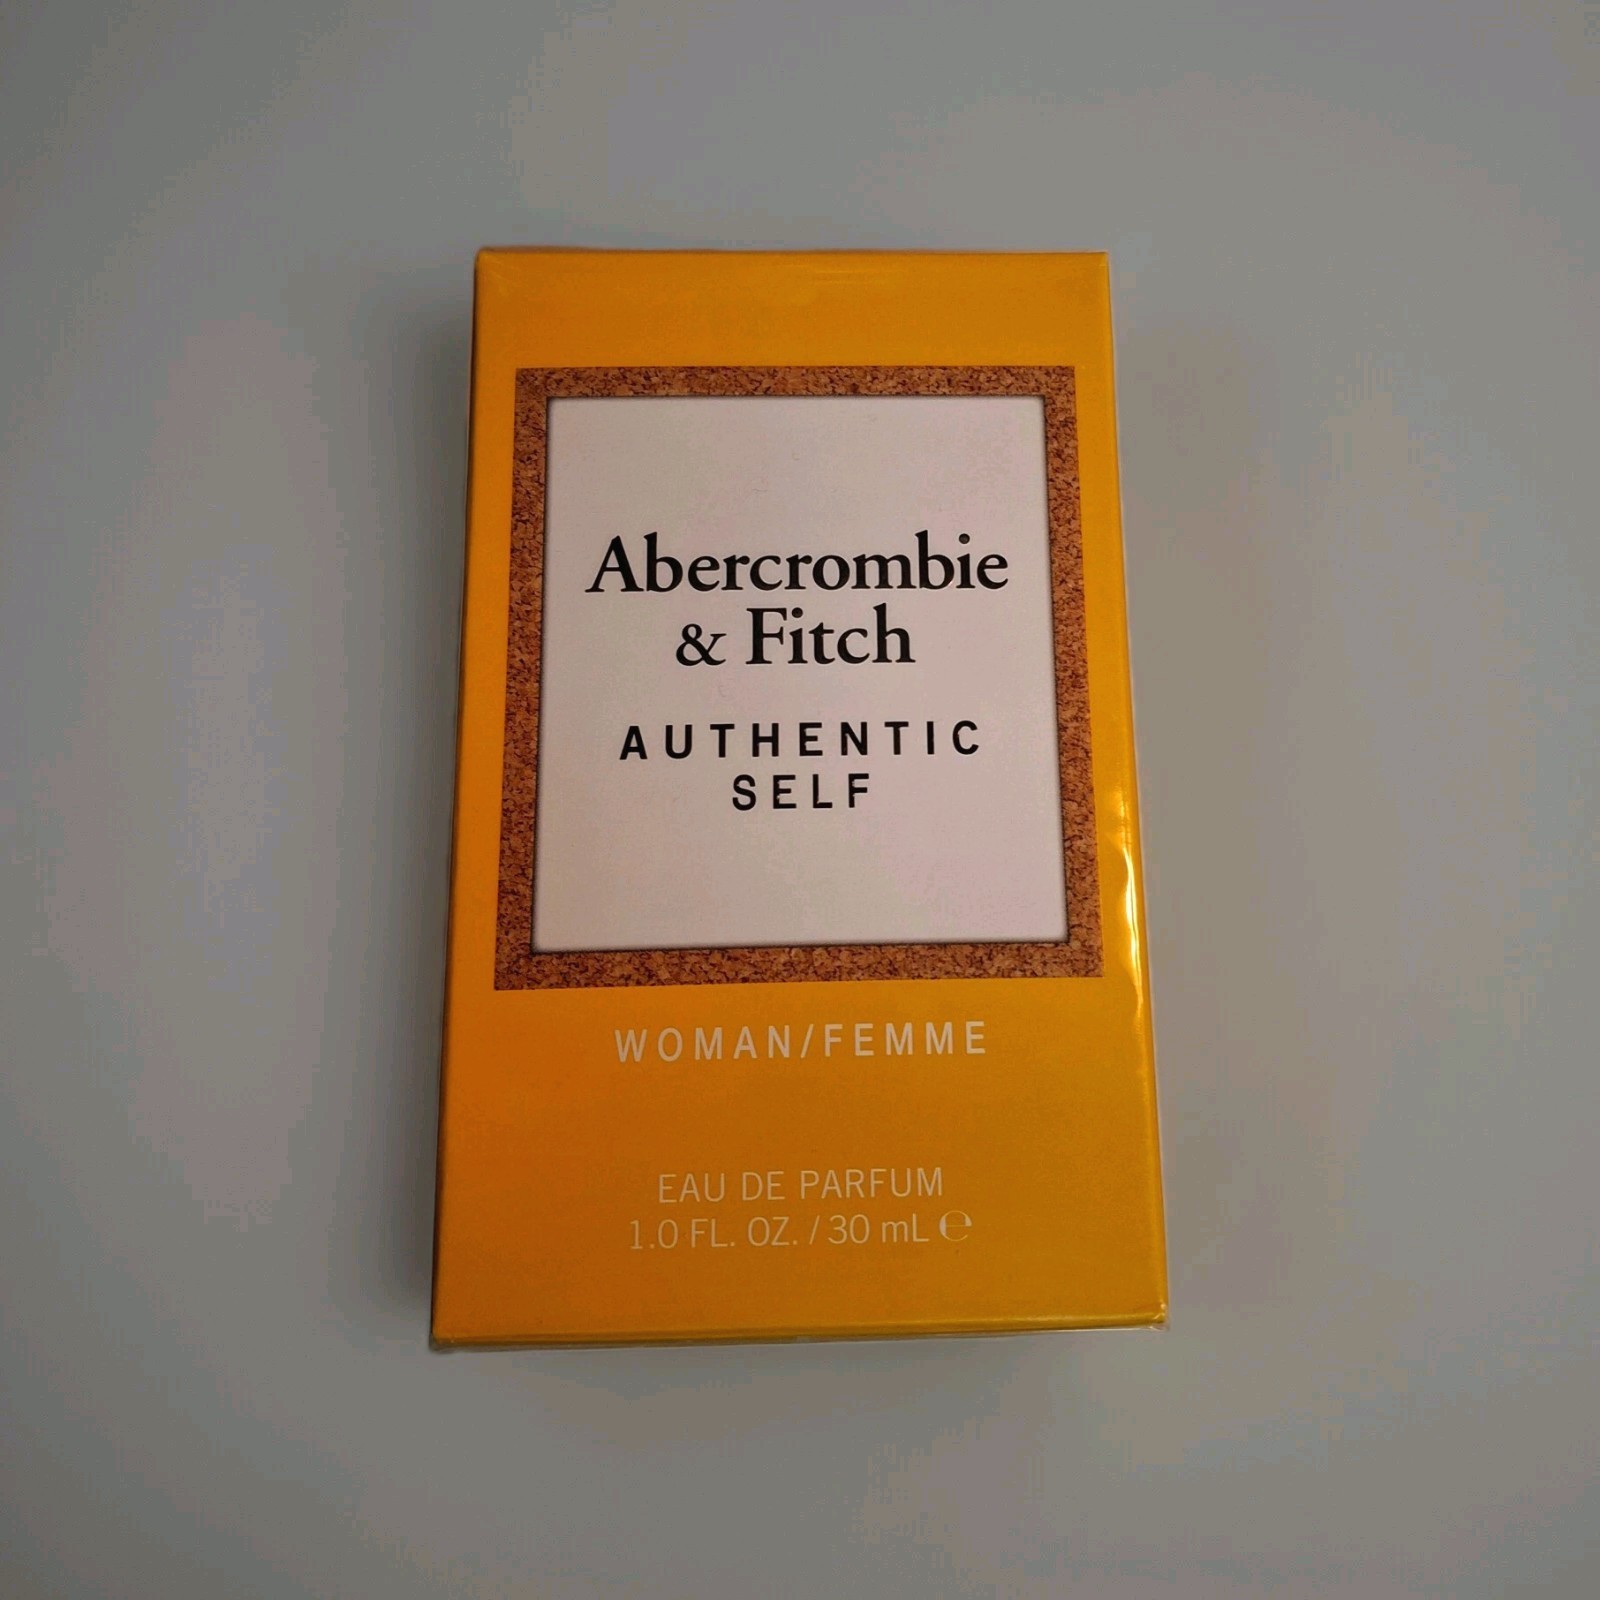 Abercrombie
& Fitch
AUTHENTIC
SELF
WOMAN/FEMME
EAU DE PARFUM
1.0 FL. OZ. / 30 mL ℮